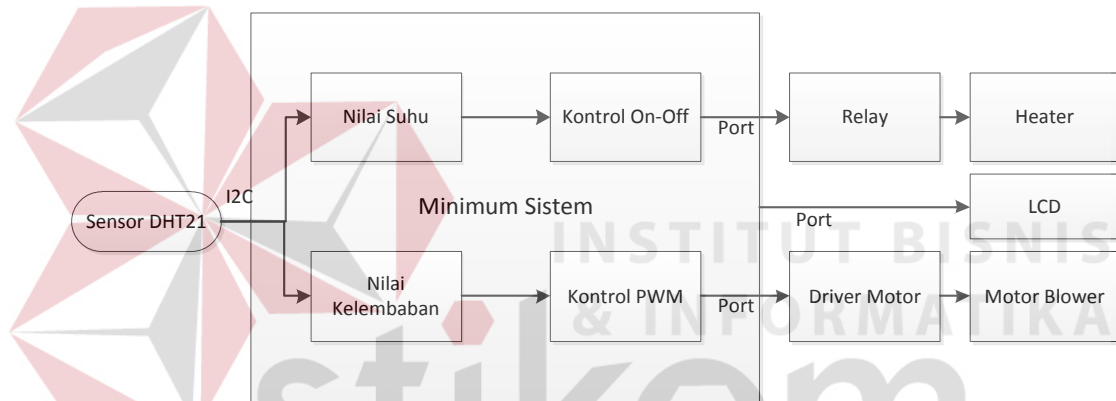 Nilai Suhu
Kontrol On-Off
Port
Relay
Heater
I2C
Sensor DHT21
Minimum Sistem
Port
LCD
INSTITUT BISNIS
Nilai
Kelembaban
Kontrol PWM
Port
Driver Motor
Motor Blower
& INFORMATIKA
stikom